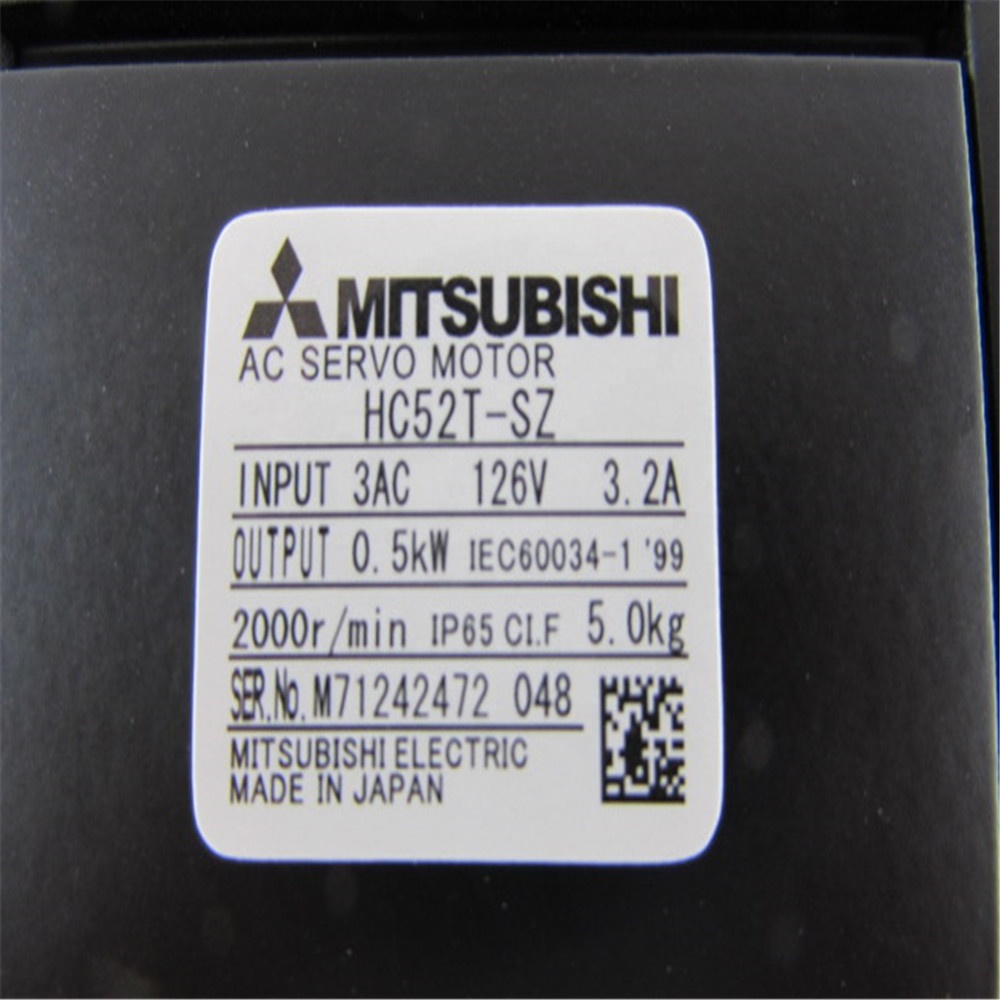 MITSUBISHI
AC SERVO MOTOR
HC52T-SZ
INPUT 3AC 126V 3.2A
OUTPUT 0.5kW IEC60034-1 '99
2000r/min IP65 CI.F 5.0kg
SER.No. M71242472 048
MITSUBISHI ELECTRIC
MADE IN JAPAN